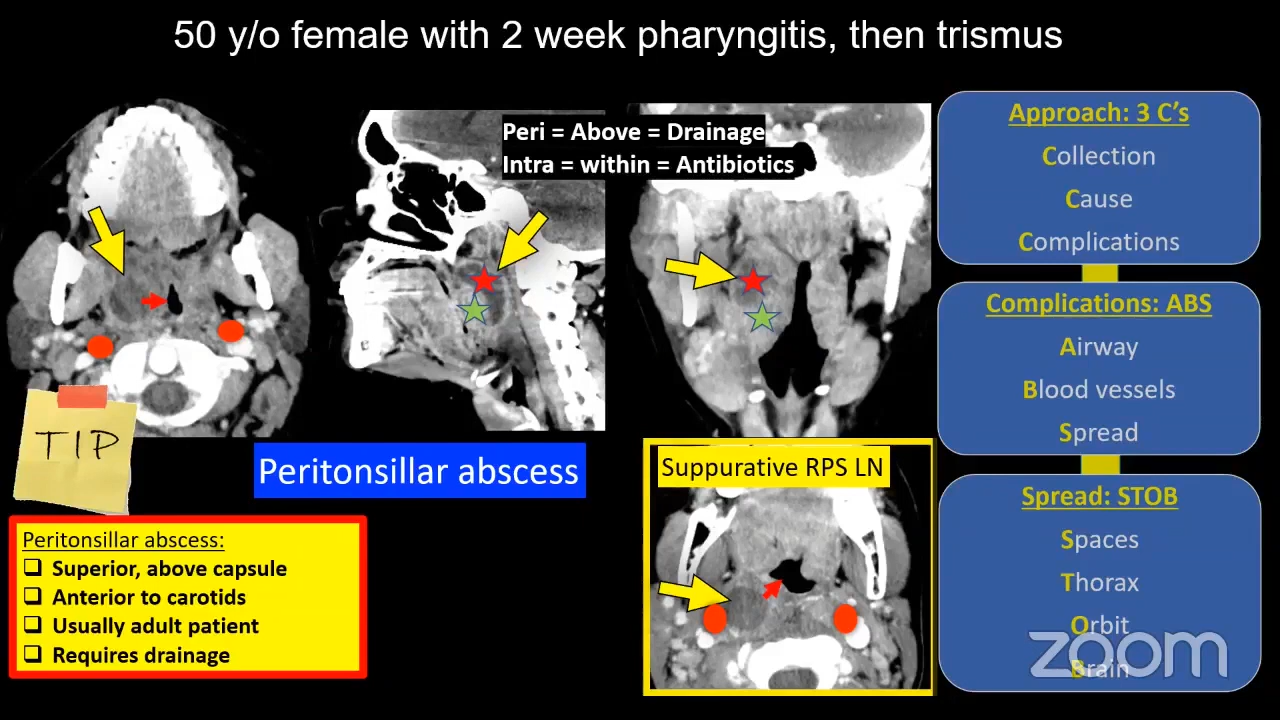 50 y/o female with 2 week pharyngitis, then trismus
Peri = Above = Drainage
Intra = within = Antibiotics
TIP
Peritonsillar abscess
Peritonsillar abscess:
Superior, above capsule
Anterior to carotids
Usually adult patient
Requires drainage
Suppurative RPS LN
Approach: 3 C’s
Collection
Cause
Complications
Complications: ABS
Airway
Blood vessels
Spread
Spread: STOB
Spaces
Thorax
Orbit
Brain
zoom